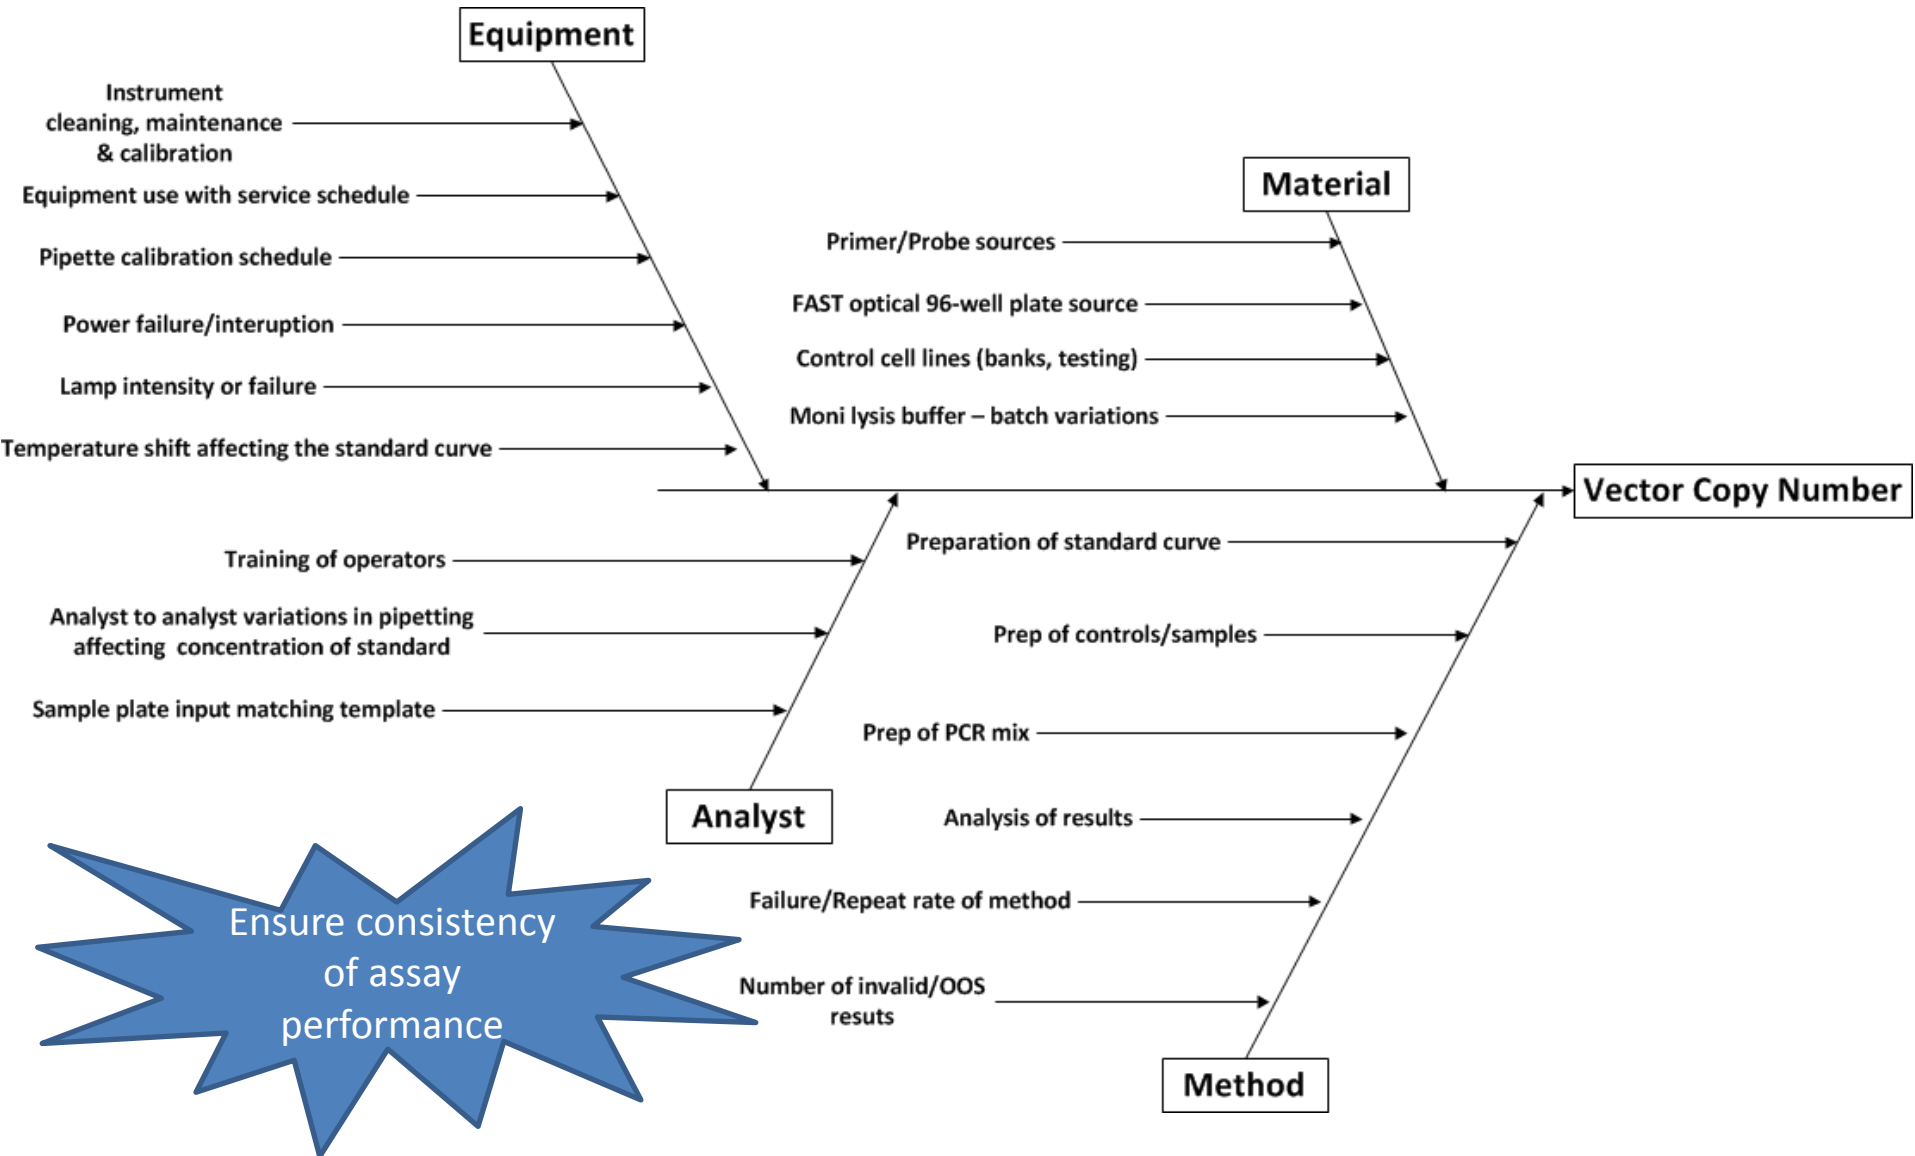 Equipment
Instrument
cleaning, maintenance
& calibration
Equipment use with service schedule
Pipette calibration schedule
Power failure/interuption
Lamp intensity or failure
Temperature shift affecting the standard curve
Material
Primer/Probe sources
FAST optical 96-well plate source
Control cell lines (banks, testing)
Moni lysis buffer – batch variations
Vector Copy Number
Training of operators
Analyst to analyst variations in pipetting
affecting concentration of standard
Sample plate input matching template
Analyst
Preparation of standard curve
Prep of controls/samples
Prep of PCR mix
Analysis of results
Failure/Repeat rate of method
Number of invalid/OOS
resuts
Method
Ensure consistency
of assay
performance